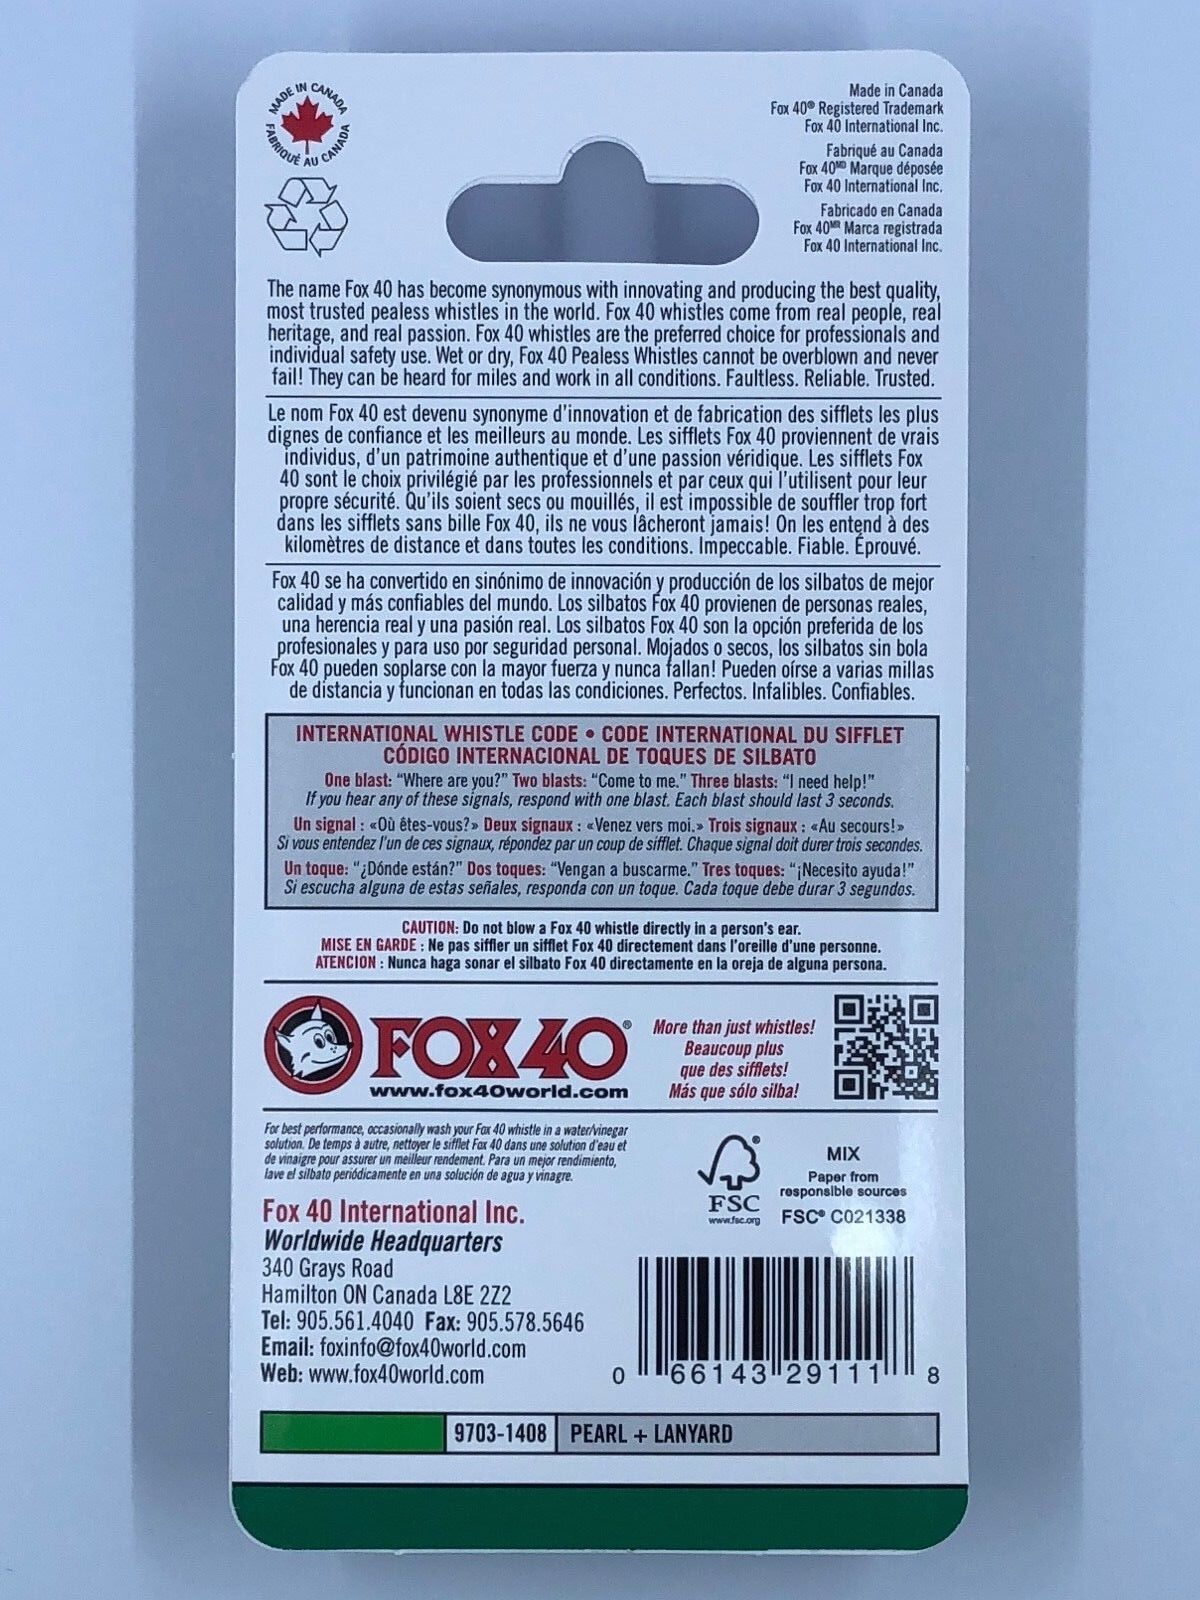 MADE IN CANADA
FABRIQUÉ AU CANADA
Made in Canada
Fox 40® Registered Trademark
Fox 40 International Inc.
Fabriqué au Canada
Fox 40MD Marque déposée
Fox 40 International Inc.
Fabricado en Canada
Fox 40MR Marca registrada
Fox 40 International Inc.
The name Fox 40 has become synonymous with innovating and producing the best quality,
most trusted pealess whistles in the world. Fox 40 whistles come from real people, real
heritage, and real passion. Fox 40 whistles are the preferred choice for professionals and
individual safety use. Wet or dry, Fox 40 Pealess Whistles cannot be overblown and never
fail! They can be heard for miles and work in all conditions. Faultless. Reliable. Trusted.
Le nom Fox 40 est devenu synonyme d'innovation et de fabrication des sifflets les plus
dignes de confiance et les meilleurs au monde. Les sifflets Fox 40 proviennent de vrais
individus, d'un patrimoine authentique et d'une passion véridique. Les sifflets Fox
40 sont le choix privilégié par les professionnels et par ceux qui l'utilisent pour leur
propre sécurité. Qu'ils soient secs ou mouillés, il est impossible de souffler trop fort
dans les sifflets sans bille Fox 40, ils ne vous lâcheront jamais! On les entend à des
kilomètres de distance et dans toutes les conditions. Impeccable. Fiable. Éprouvé.
Fox 40 se ha convertido en sinónimo de innovación y producción de los silbatos de mejor
calidad y más confiables del mundo. Los silbatos Fox 40 provienen de personas reales,
una herencia real y una pasión real. Los silbatos Fox 40 son la opción preferida de los
profesionales y para uso por seguridad personal. Mojados o secos, los silbatos sin bola
Fox 40 pueden soplarse con la mayor fuerza y nunca fallan! Pueden oírse a varias millas
de distancia y funcionan en todas las condiciones. Perfectos. Infalibles. Confiables.
INTERNATIONAL WHISTLE CODE • CODE INTERNATIONAL DU SIFFLET
CÓDIGO INTERNACIONAL DE TOQUES DE SILBATO
One blast: "Where are you?" Two blasts: "Come to me." Three blasts: "I need help!"
If you hear any of these signals, respond with one blast. Each blast should last 3 seconds.
Un signal : «Où êtes-vous?» Deux signaux : «Venez vers moi.» Trois signaux : «Au secours!»
Si vous entendez l'un de ces signaux, répondez par un coup de sifflet. Chaque signal doit durer trois secondes.
Un toque: "¿Dónde están?" Dos toques: "Vengan a buscarme." Tres toques: "¡Necesito ayuda!"
Si escucha alguna de estas señales, responda con un toque. Cada toque debe durar 3 segundos.
CAUTION: Do not blow a Fox 40 whistle directly in a person's ear.
MISE EN GARDE : Ne pas siffler un sifflet Fox 40 directement dans l'oreille d'une personne.
ATENCION : Nunca haga sonar el silbato Fox 40 directamente en la oreja de alguna persona.
FOX 40®
www.fox40world.com
More than just whistles!
Beaucoup plus
que des sifflets!
Más que sólo silba!
For best performance, occasionally wash your Fox 40 whistle in a water/vinegar
solution. De temps à autre, nettoyer le sifflet Fox 40 dans une solution d'eau et
de vinaigre pour assurer un meilleur rendement. Para un mejor rendimiento,
lave el silbato periódicamente en una solución de agua y vinagre.
FSC
www.fsc.org
MIX
Paper from
responsible sources
FSC® C021338
Fox 40 International Inc.
Worldwide Headquarters
340 Grays Road
Hamilton ON Canada L8E 2Z2
Tel: 905.561.4040 Fax: 905.578.5646
Email: foxinfo@fox40world.com
Web: www.fox40world.com
0 66143 29111 8
9703-1408 PEARL + LANYARD